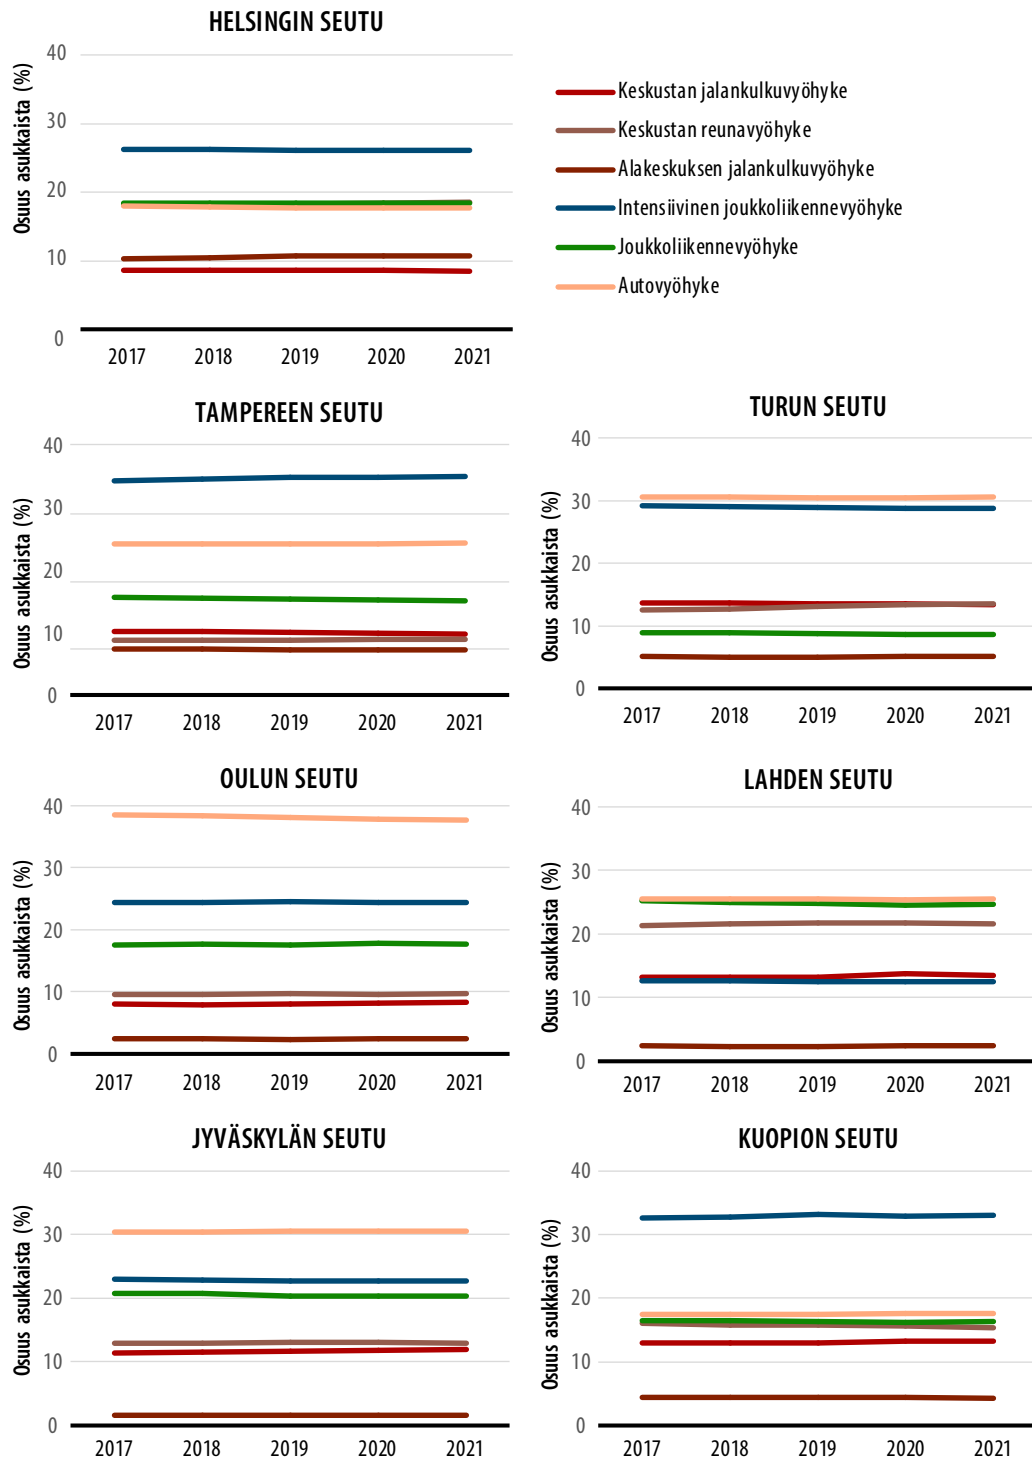 HELSINGIN SEUTU
Osuus asukkaista (%)
40
30
20
10
0
2017 2018 2019 2020 2021
Keskustan jalankulkuvyöhyke
Keskustan reunavyöhyke
Alakeskuksen jalankulkuvyöhyke
Intensiivinen joukkoliikennevyöhyke
Joukkoliikennevyöhyke
Autovyöhyke
TAMPEREEN SEUTU
Osuus asukkaista (%)
40
30
20
10
0
2017 2018 2019 2020 2021
TURUN SEUTU
Osuus asukkaista (%)
40
30
20
10
0
2017 2018 2019 2020 2021
OULUN SEUTU
Osuus asukkaista (%)
40
30
20
10
0
2017 2018 2019 2020 2021
LAHDEN SEUTU
Osuus asukkaista (%)
40
30
20
10
0
2017 2018 2019 2020 2021
JYVÄSKYLÄN SEUTU
Osuus asukkaista (%)
40
30
20
10
0
2017 2018 2019 2020 2021
KUOPION SEUTU
Osuus asukkaista (%)
40
30
20
10
0
2017 2018 2019 2020 2021